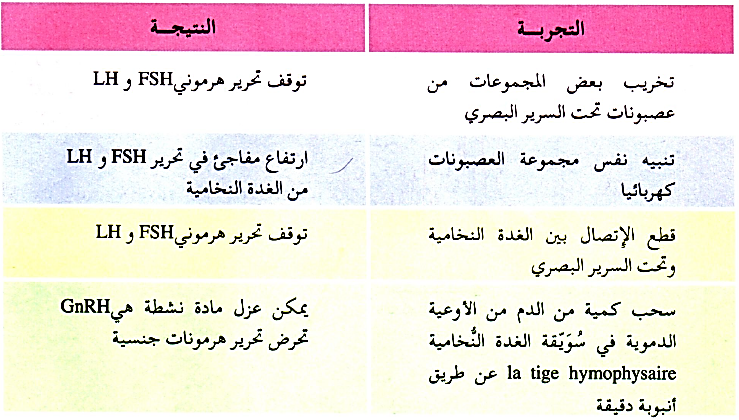 التجربـــة
النتيجـــة
تخريب بعض المجموعات من
عصبونات تحت السرير البصري
توقف تحرير هرمونيFSH و LH
تنبيه نفس مجموعة العصبونات
كهربائيا
ارتفاع مفاجئ في تحرير FSH و LH
من الغدة النخامية
قطع الإتصال بين الغدة النخامية
وتحت السرير البصري
توقف تحرير هرمونيFSH و LH
سحب كمية من الدم من الأوعية
الدموية في سُوَيّقة الغدة النُّخامية
la tige hymophysaire عن طريق
أنبوبة دقيقة
يمكن عزل مادة نشطة هيGnRH
تحرض تحرير هرمونات جنسية